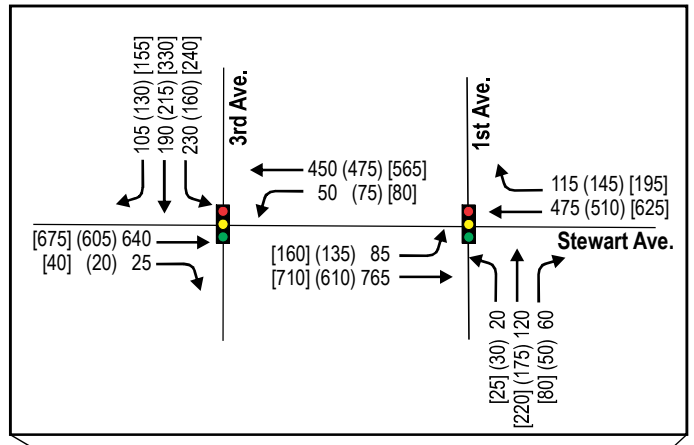 105 (130) [155]
190 (215) [330]
230 (160) [240]
3rd Ave.
450 (475) [565]
50 (75) [80]
1st Ave.
115 (145) [195]
475 (510) [625]
Stewart Ave.
[675] (605) 640
[40] (20) 25
[160] (135) 85
[710] (610) 765
[25] (30) 20
[220] (175) 120
[80] (50) 60